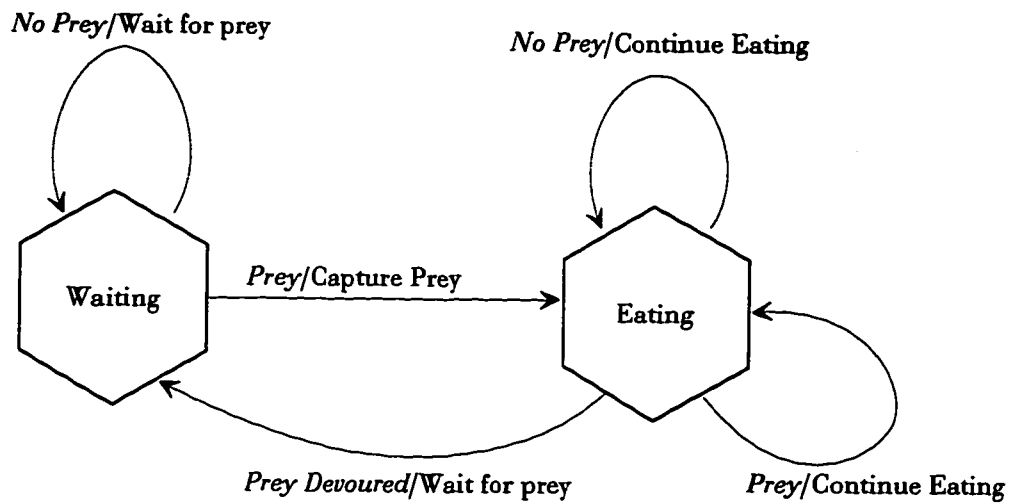 No Prey/Wait for prey
No Prey/Continue Eating
Prey/Capture Prey
Waiting
Eating
Prey Devoured/Wait for prey
Prey/Continue Eating